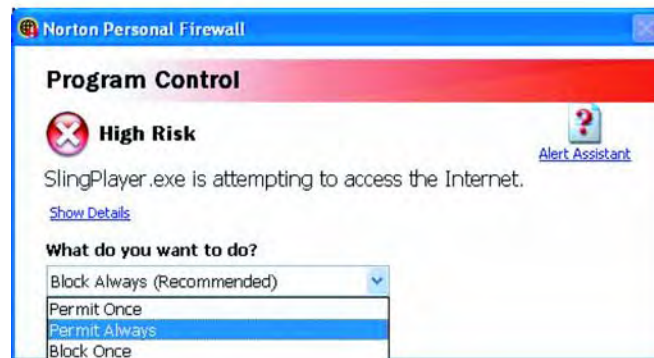 Norton Personal Firewall
Program Control
High Risk
Alert Assistant
SlingPlayer.exe is attempting to access the Internet.
Show Details
What do you want to do?
Block Always (Recommended)
Permit Once
Permit Always
Block Once